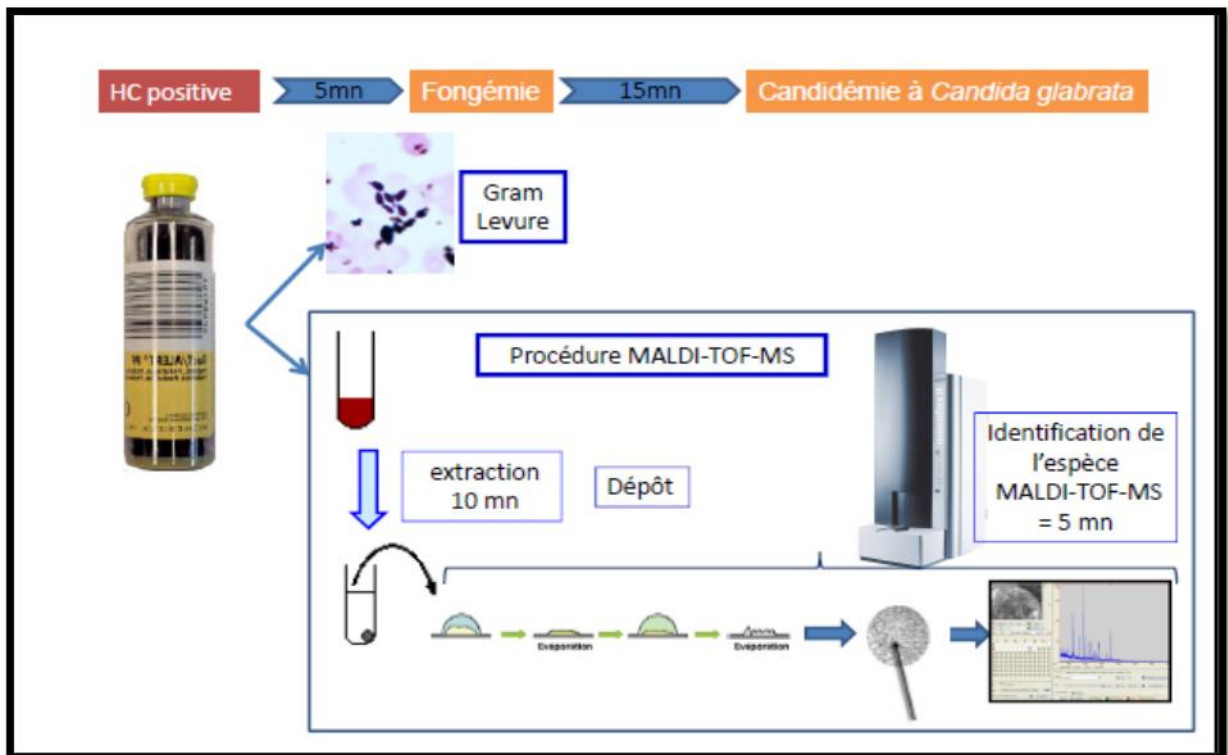 HC positive
5mn
Fongémie
15mn
Candidémie à Candida glabrata
Gram
Levure
Procédure MALDI-TOF-MS
extraction
10 mn
Dépôt
Identification de
l'espèce
MALDI-TOF-MS
= 5 mn
Evaporation
Evaporation